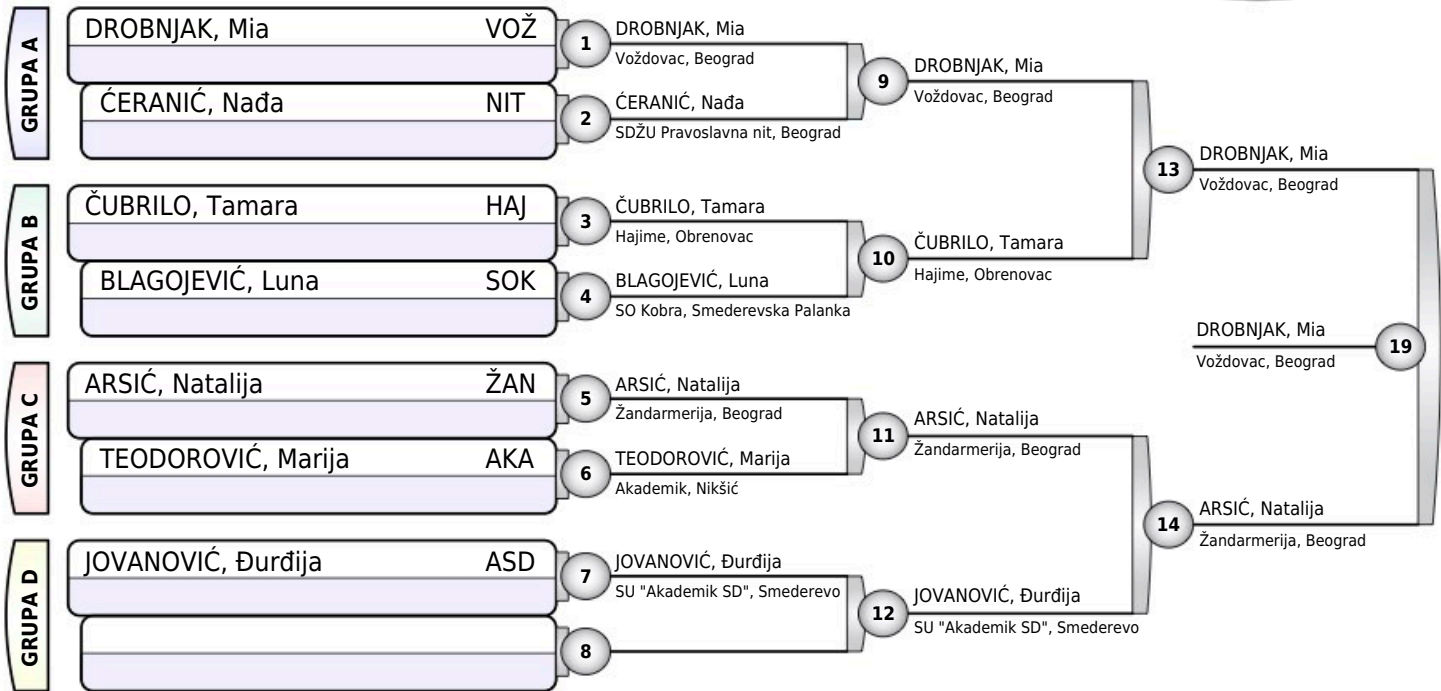 GRUPA A
DROBNJAK, Mia VOŽ
ĆERANIĆ, Nađa NIT
GRUPA B
ČUBRILO, Tamara HAJ
BLAGOJEVIĆ, Luna SOK
GRUPA C
ARSIĆ, Natalija ŽAN
TEODOROVIĆ, Marija AKA
GRUPA D
JOVANOVIĆ, Đurđija ASD
1
DROBNJAK, Mia
Voždovac, Beograd
2
ĆERANIĆ, Nađa
SDŽU Pravoslavna nit, Beograd
3
ČUBRILO, Tamara
Hajime, Obrenovac
4
BLAGOJEVIĆ, Luna
SO Kobra, Smederevska Palanka
5
ARSIĆ, Natalija
Žandarmerija, Beograd
6
TEODOROVIĆ, Marija
Akademik, Nikšić
7
JOVANOVIĆ, Đurđija
SU "Akademik SD", Smederevo
8
9
DROBNJAK, Mia
Voždovac, Beograd
10
ČUBRILO, Tamara
Hajime, Obrenovac
11
ARSIĆ, Natalija
Žandarmerija, Beograd
12
JOVANOVIĆ, Đurđija
SU "Akademik SD", Smederevo
13
DROBNJAK, Mia
Voždovac, Beograd
14
ARSIĆ, Natalija
Žandarmerija, Beograd
DROBNJAK, Mia
Voždovac, Beograd
19